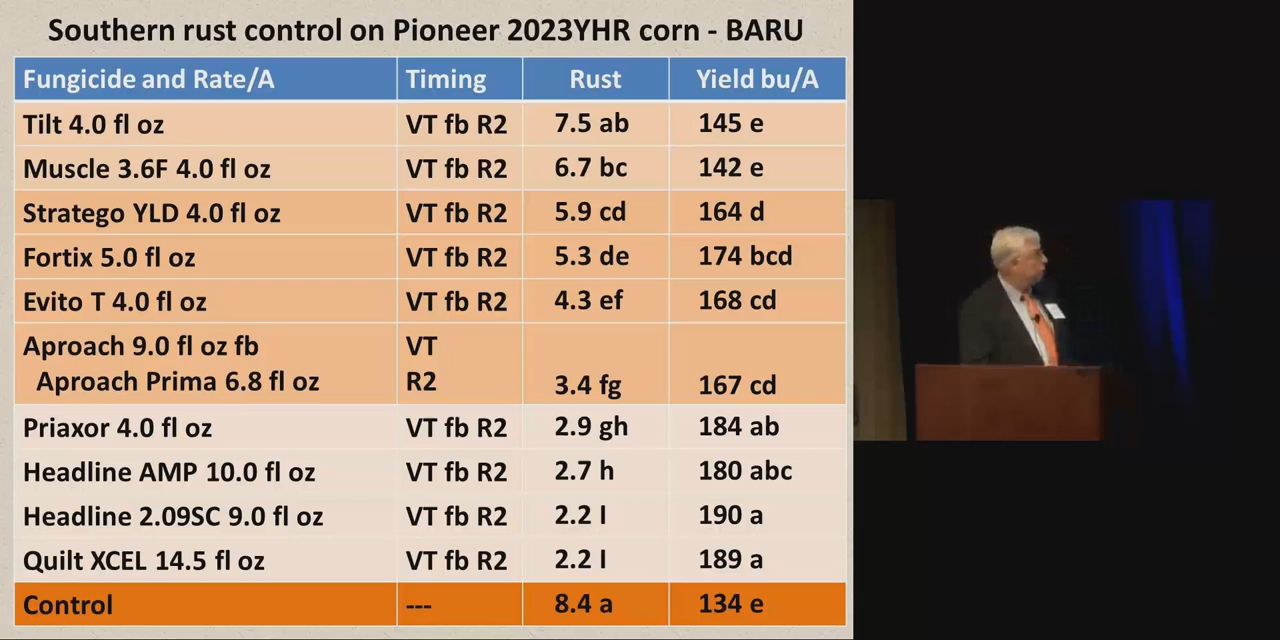 Southern rust control on Pioneer 2023YHR corn - BARU
Fungicide and Rate/A Timing Rust Yield bu/A
Tilt 4.0 fl oz VT fb R2 7.5 ab 145 e
Muscle 3.6F 4.0 fl oz VT fb R2 6.7 bc 142 e
Stratego YLD 4.0 fl oz VT fb R2 5.9 cd 164 d
Fortix 5.0 fl oz VT fb R2 5.3 de 174 bcd
Evito T 4.0 fl oz VT fb R2 4.3 ef 168 cd
Aproach 9.0 fl oz fb VT
Aproach Prima 6.8 fl oz R2 3.4 fg 167 cd
Priaxor 4.0 fl oz VT fb R2 2.9 gh 184 ab
Headline AMP 10.0 fl oz VT fb R2 2.7 h 180 abc
Headline 2.09SC 9.0 fl oz VT fb R2 2.2 I 190 a
Quilt XCEL 14.5 fl oz VT fb R2 2.2 I 189 a
Control --- 8.4 a 134 e